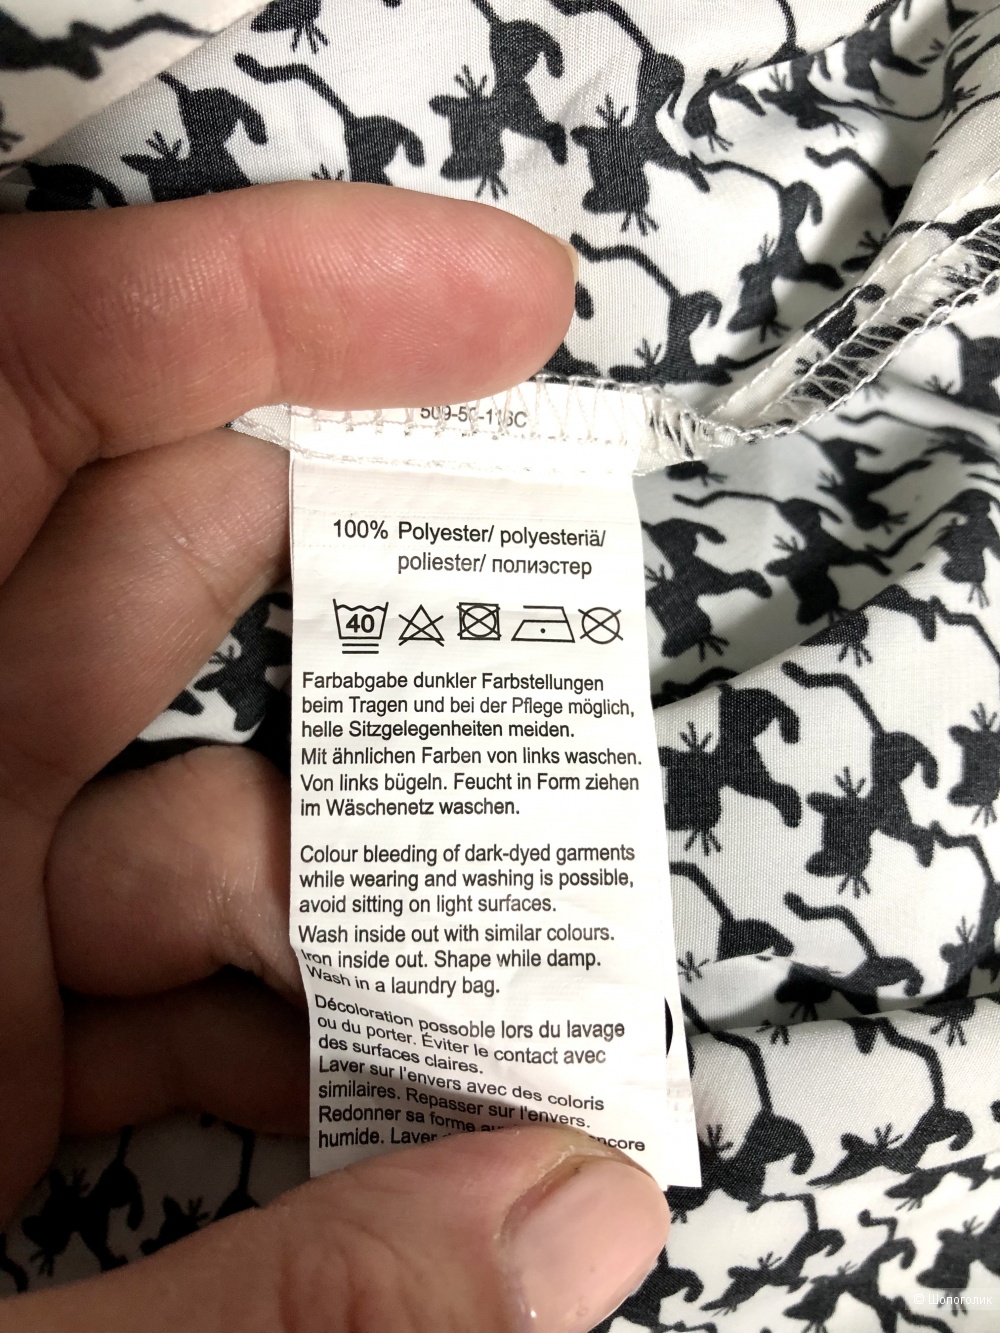 100% Polyester/ polyesteriä/
poliester/ полиэстер
40
Farbabgabe dunkler Farbstellungen
beim Tragen und bei der Pflege möglich,
helle Sitzgelegenheiten meiden.
Mit ähnlichen Farben von links waschen.
Von links bügeln. Feucht in Form ziehen
im Wäschenetz waschen.
Colour bleeding of dark-dyed garments
while wearing and washing is possible,
avoid sitting on light surfaces.
Wash inside out with similar colours.
Iron inside out. Shape while damp.
Wash in a laundry bag.
Décoloration possoble lors du lavage
ou du porter. Éviter le contact avec
des surfaces claires.
Laver sur l'envers avec des coloris
similaires. Repasser sur l'envers.
Redonner sa forme
humide. Laver
© Шопоголик